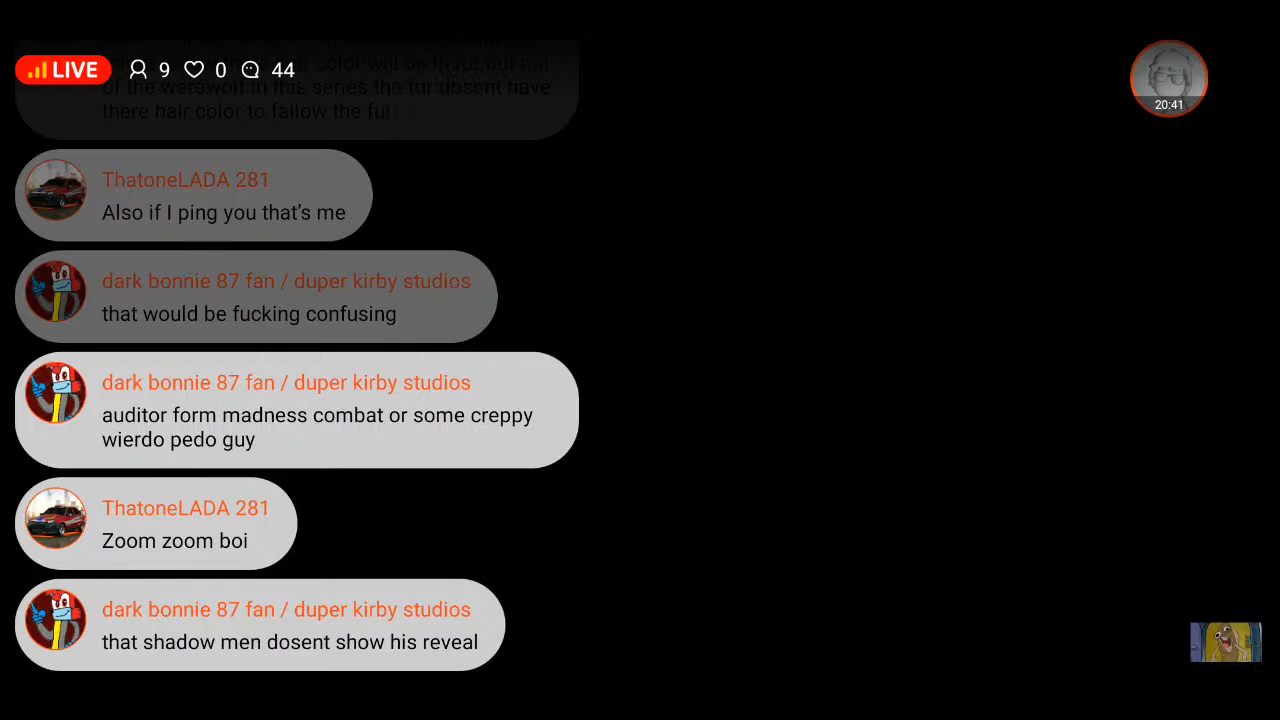 LIVE 9 0 44
20:41
of the werewolf in this series the fur dosent have
there hair color to fallow the fur
ThatoneLADA 281
Also if I ping you that’s me
dark bonnie 87 fan / duper kirby studios
that would be fucking confusing
dark bonnie 87 fan / duper kirby studios
auditor form madness combat or some creppy
wierdo pedo guy
ThatoneLADA 281
Zoom zoom boi
dark bonnie 87 fan / duper kirby studios
that shadow men dosent show his reveal